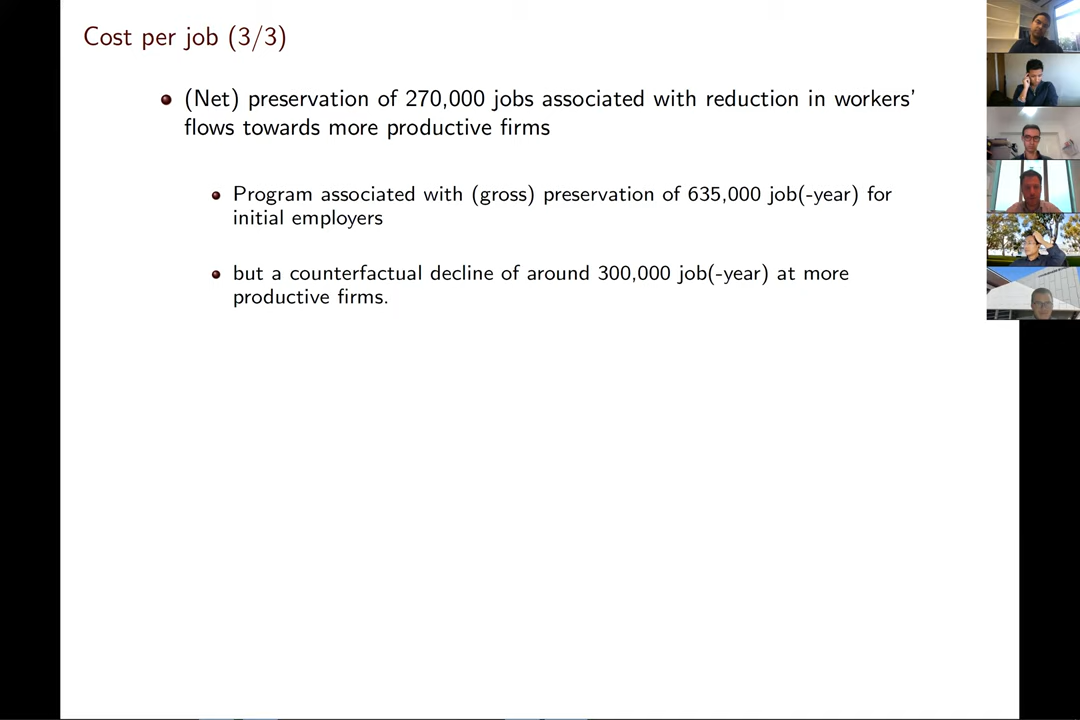 Cost per job (3/3)
(Net) preservation of 270,000 jobs associated with reduction in workers'
flows towards more productive firms
Program associated with (gross) preservation of 635,000 job(-year) for
initial employers
but a counterfactual decline of around 300,000 job(-year) at more
productive firms.